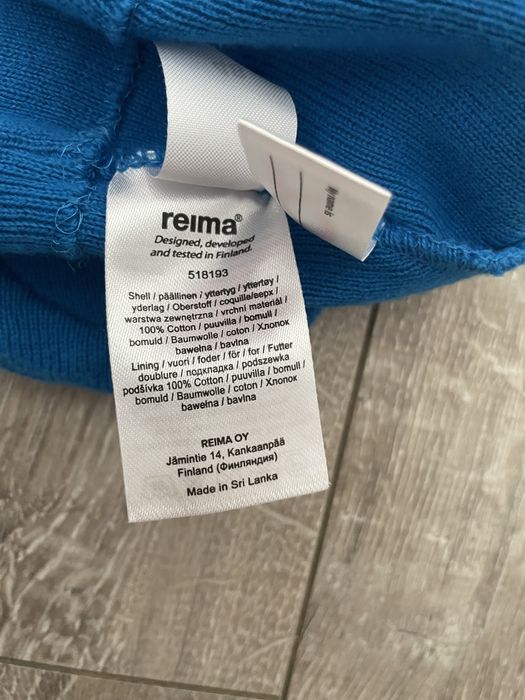 reima®
Designed, developed
and tested in Finland.
518193
Shell / päällinen / yttertyg / yttertøy /
yderlag / Oberstoff / coquille/верх /
warstwa zewnętrzna / vrchní materiál /
100% Cotton / puuvilla / bomull /
bomuld / Baumwolle / coton / Хлопок
bawełna / bavlna
Lining / vuori / foder / fôr / for / Futter
doublure / подкладка / podszewka
podšívka 100% Cotton / puuvilla / bomull /
bomuld / Baumwolle / coton / Хлопок
bawełna / bavlna
REIMA OY
Jämintie 14, Kankaanpää
Finland (Финляндия)
Made in Sri Lanka
My name is